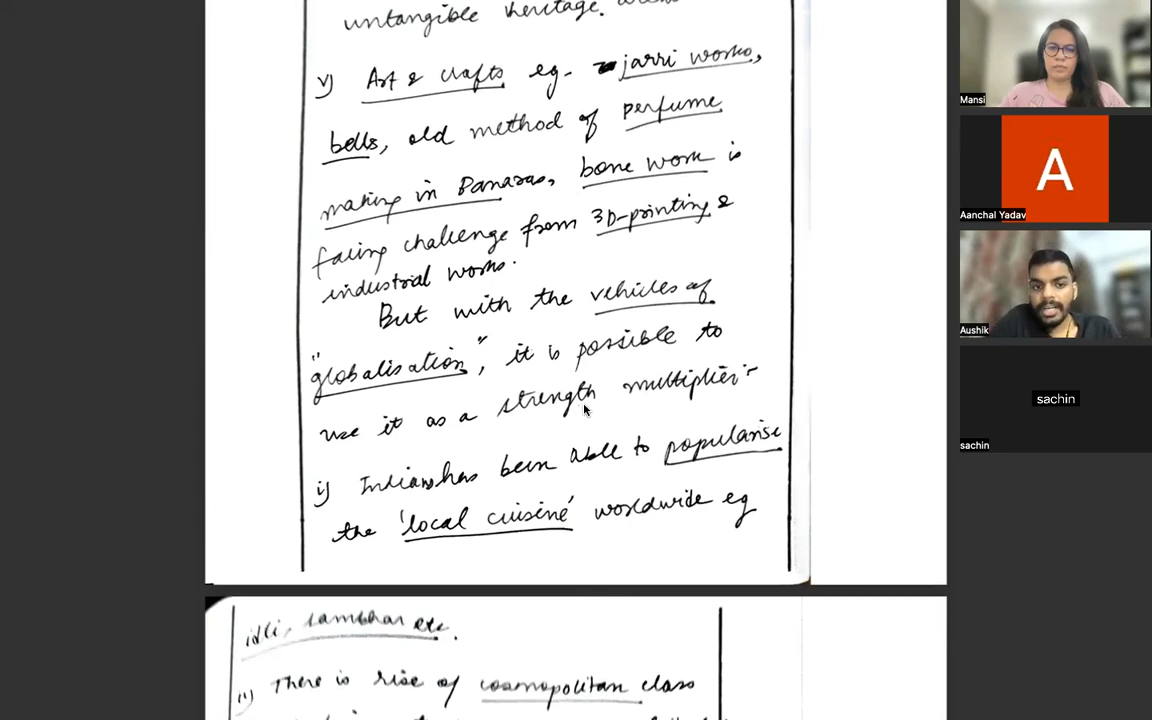 untangible heritage.
v) Art & crafts eg. jarri works,
bells, old method of perfume
making in Banaras, bone work is
facing challenge from 3D-printing &
industrial works.
But with the vehicles of
"globalisation", it is possible to
use it as a strength multiplier:-
i) Indians has been able to popularise
the 'local cuisine' worldwide eg
idli, sambhar etc.
ii) There is rise of cosmopolitan class
Mansi
A
Aanchal Yadav
Aushik
sachin
sachin